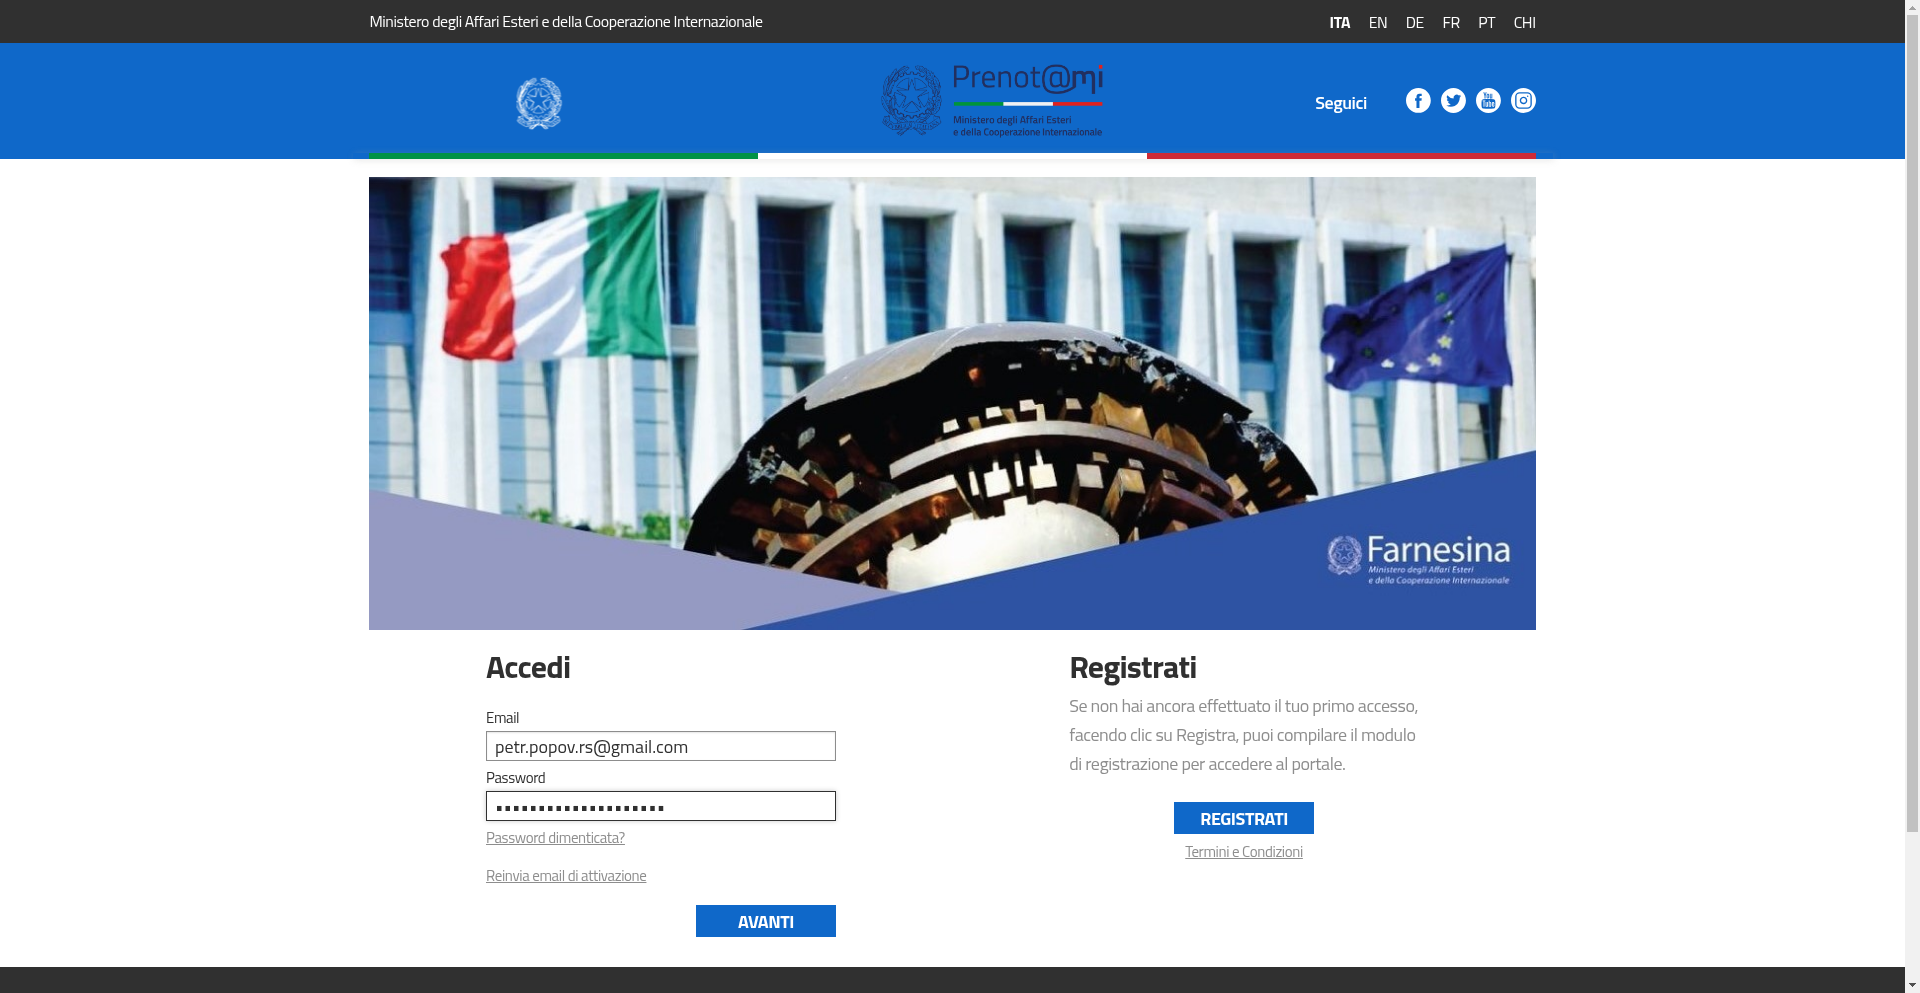 Ministero degli Affari Esteri e della Cooperazione Internazionale
ITA EN DE FR PT CHI
Prenot@mi
Ministero degli Affari Esteri
e della Cooperazione Internazionale
Seguici
You
Tube
Farnesina
Ministero degli Affari Esteri
e della Cooperazione Internazionale
Accedi
Email
petr.popov.rs@gmail.com
Password
Password dimenticata?
Reinvia email di attivazione
AVANTI
Registrati
Se non hai ancora effettuato il tuo primo accesso,
facendo clic su Registra, puoi compilare il modulo
di registrazione per accedere al portale.
REGISTRATI
Termini e Condizioni